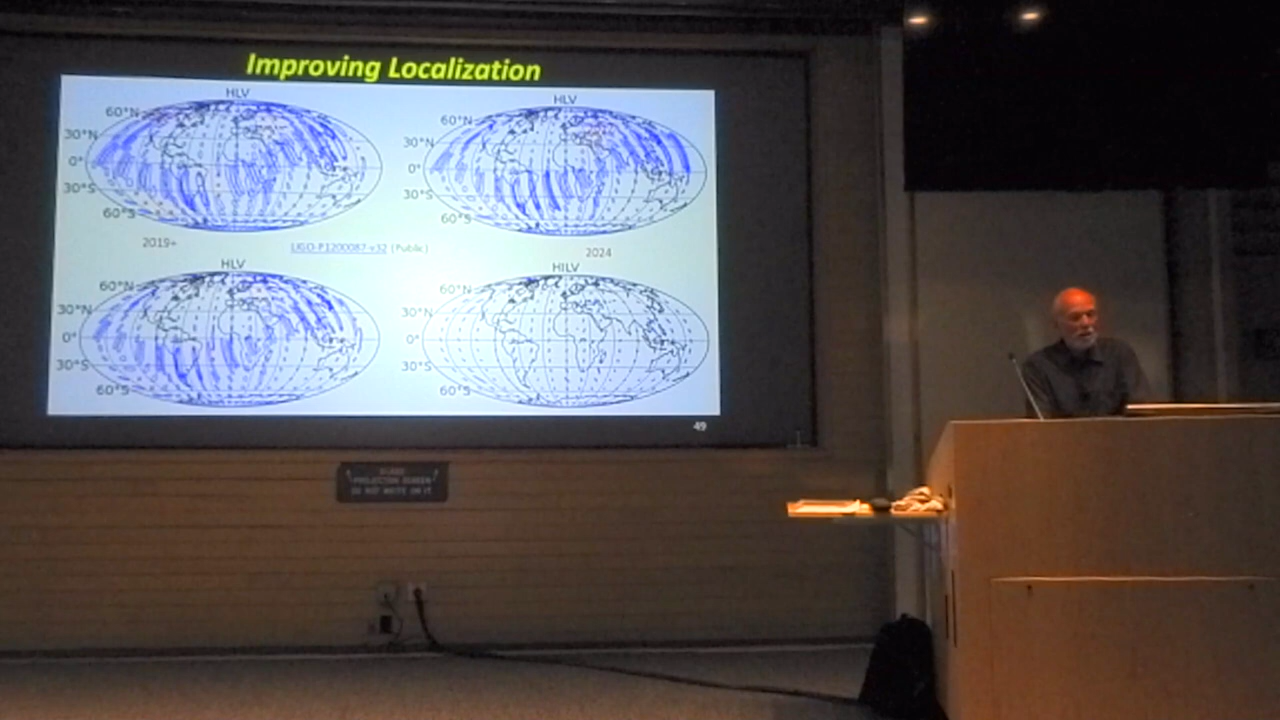 Improving Localization
HLV
HLV
60°N
30°N
0°
30°S
60°S
60°N
30°N
0°
30°S
60°S
2019+
LIGO-P1200087-v32 (Public)
2024
HLV
HILV
60°N
30°N
0°
30°S
60°S
60°N
30°N
0°
30°S
60°S
49
GLASS
PROJECTION SCREEN
DO NOT WRITE ON IT